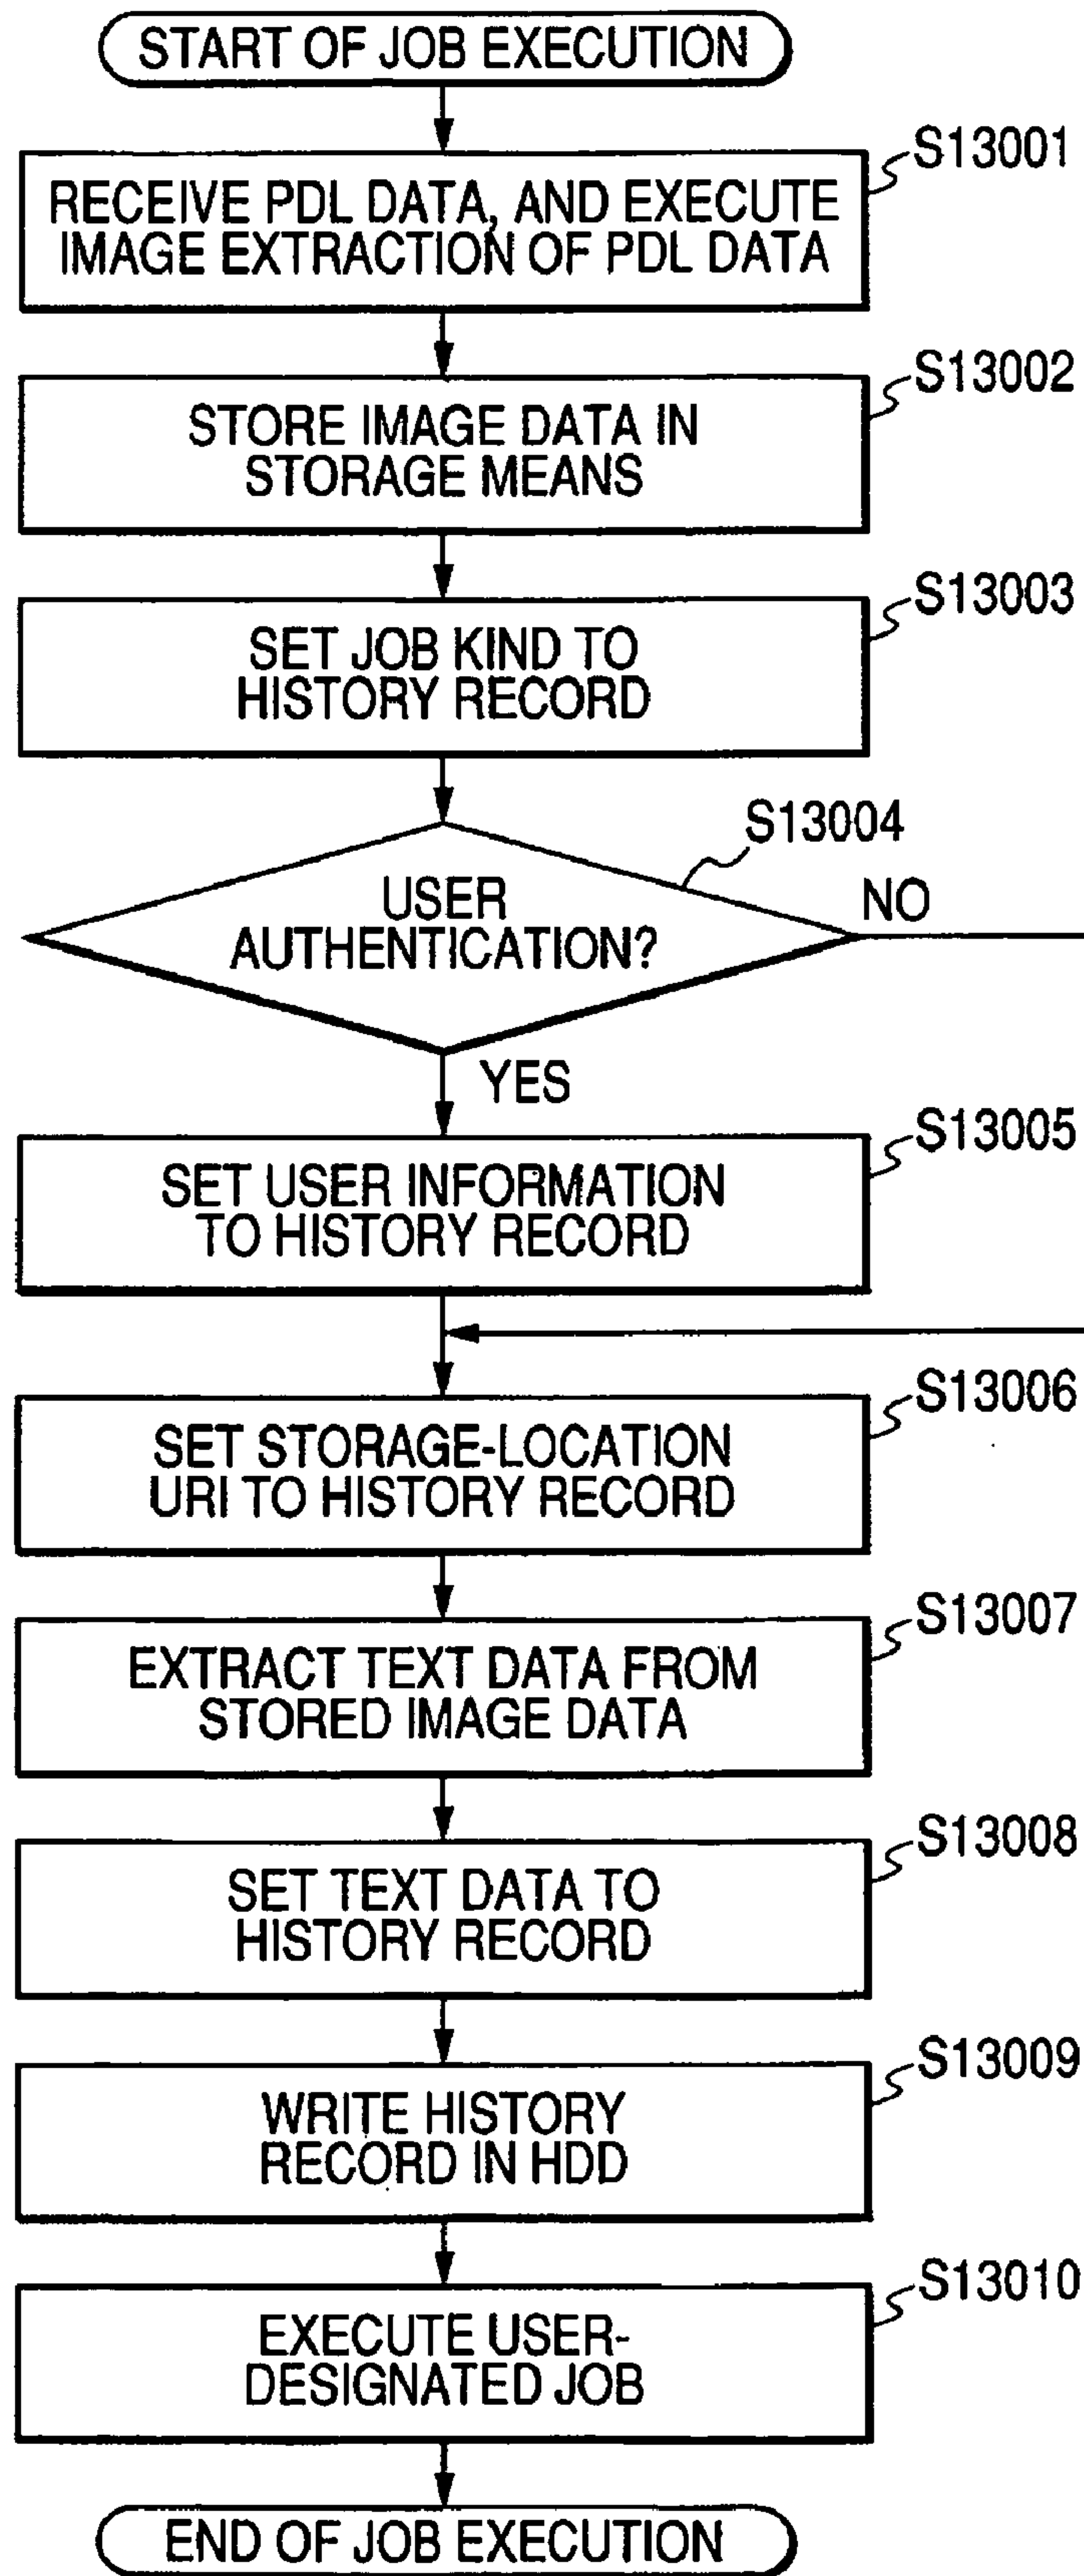 START OF JOB EXECUTION
S13001
RECEIVE PDL DATA, AND EXECUTE
IMAGE EXTRACTION OF PDL DATA
S13002
STORE IMAGE DATA IN
STORAGE MEANS
S13003
SET JOB KIND TO
HISTORY RECORD
S13004
USER
AUTHENTICATION?
NO
YES
S13005
SET USER INFORMATION
TO HISTORY RECORD
S13006
SET STORAGE-LOCATION
URI TO HISTORY RECORD
S13007
EXTRACT TEXT DATA FROM
STORED IMAGE DATA
S13008
SET TEXT DATA TO
HISTORY RECORD
S13009
WRITE HISTORY
RECORD IN HDD
S13010
EXECUTE USER-
DESIGNATED JOB
END OF JOB EXECUTION